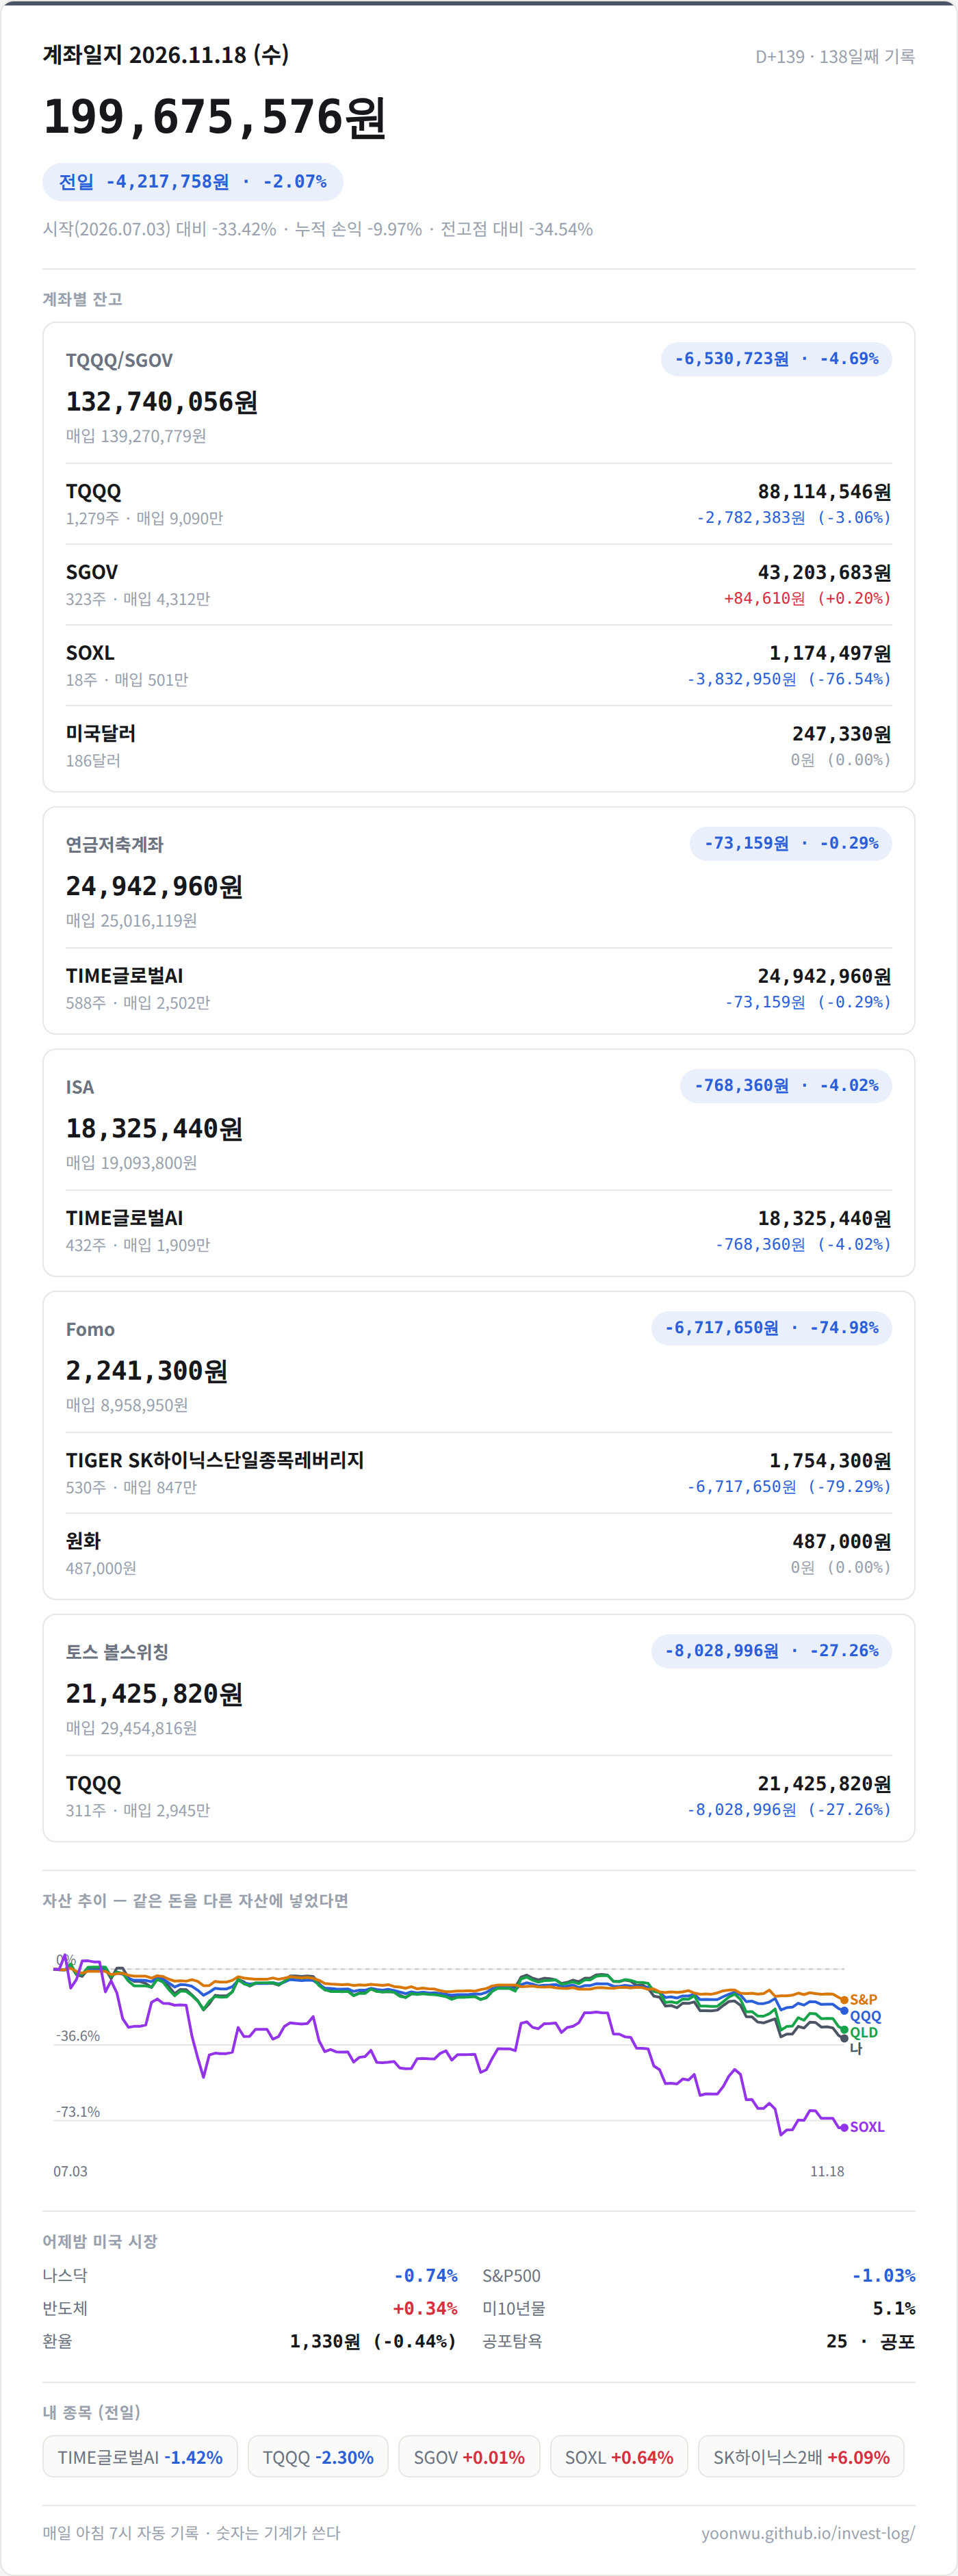 계좌일지 2026.11.18 (수)
D+139 · 138일째 기록
199,675,576원
전일 -4,217,758원 · -2.07%
시작(2026.07.03) 대비 -33.42% · 누적 손익 -9.97% · 전고점 대비 -34.54%
계좌별 잔고
TQQQ/SGOV
-6,530,723원 · -4.69%
132,740,056원
매입 139,270,779원
TQQQ
88,114,546원
1,279주 · 매입 9,090만
-2,782,383원 (-3.06%)
SGOV
43,203,683원
323주 · 매입 4,312만
+84,610원 (+0.20%)
SOXL
1,174,497원
18주 · 매입 501만
-3,832,950원 (-76.54%)
미국달러
247,330원
186달러
0원 (0.00%)
연금저축계좌
-73,159원 · -0.29%
24,942,960원
매입 25,016,119원
TIME글로벌AI
24,942,960원
588주 · 매입 2,502만
-73,159원 (-0.29%)
ISA
-768,360원 · -4.02%
18,325,440원
매입 19,093,800원
TIME글로벌AI
18,325,440원
432주 · 매입 1,909만
-768,360원 (-4.02%)
Fomo
-6,717,650원 · -74.98%
2,241,300원
매입 8,958,950원
TIGER SK하이닉스단일종목레버리지
1,754,300원
530주 · 매입 847만
-6,717,650원 (-79.29%)
원화
487,000원
487,000원
0원 (0.00%)
토스 볼스위칭
-8,028,996원 · -27.26%
21,425,820원
매입 29,454,816원
TQQQ
21,425,820원
311주 · 매입 2,945만
-8,028,996원 (-27.26%)
자산 추이 — 같은 돈을 다른 자산에 넣었다면
0%
-36.6%
-73.1%
S&P
QQQ
QLD
나
SOXL
07.03
11.18
어제밤 미국 시장
나스닥 -0.74%
S&P500 -1.03%
반도체 +0.34%
미10년물 5.1%
환율 1,330원 (-0.44%)
공포탐욕 25 · 공포
내 종목 (전일)
TIME글로벌AI -1.42%
TQQQ -2.30%
SGOV +0.01%
SOXL +0.64%
SK하이닉스2배 +6.09%
매일 아침 7시 자동 기록 · 숫자는 기계가 쓴다
yoonwu.github.io/invest-log/